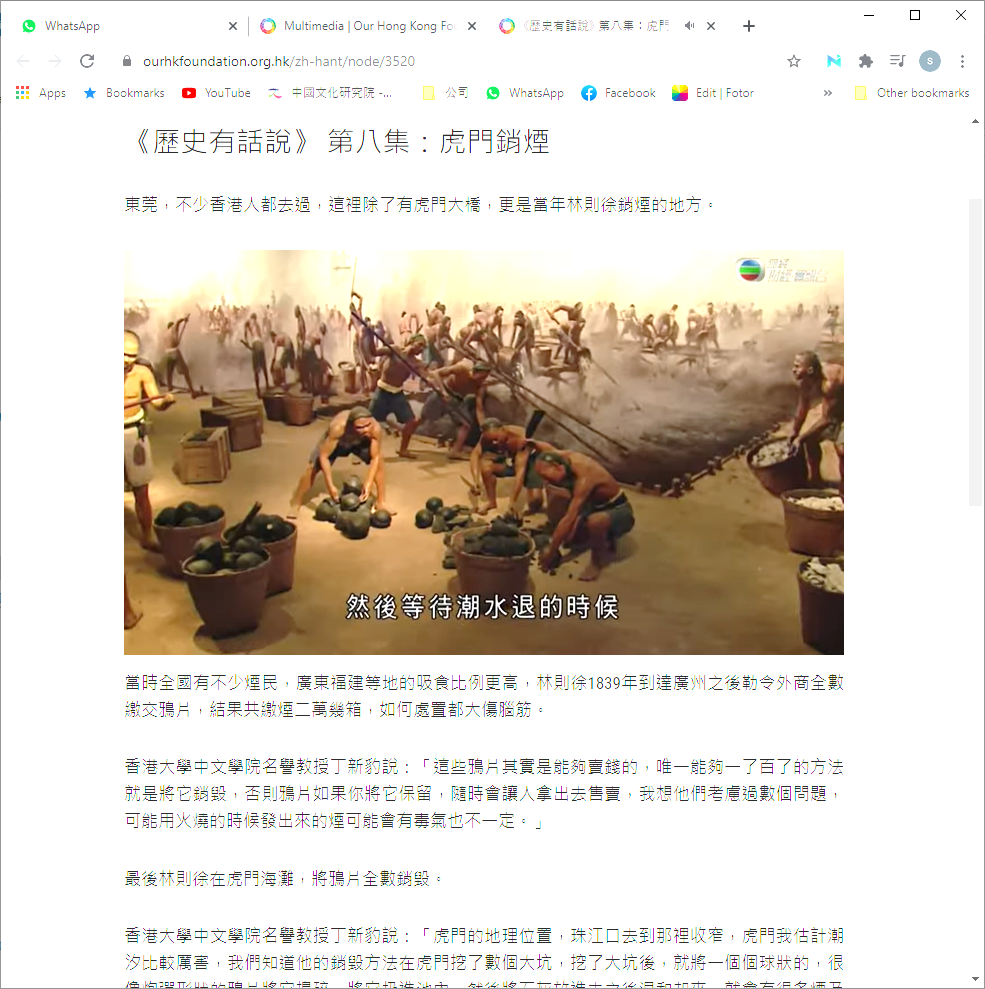 WhatsApp
Multimedia | Our Hong Kong Fo
《歷史有話說》第八集：虎門
ourhkfoundation.org.hk/zh-hant/node/3520
S
Apps
Bookmarks
YouTube
中國文化研究院 -...
公司
WhatsApp
Facebook
Edit | Fotor
»
Other bookmarks
《歷史有話說》 第八集：虎門銷煙
東莞，不少香港人都去過，這裡除了有虎門大橋，更是當年林則徐銷煙的地方。
然後等待潮水退的時候
當時全國有不少煙民，廣東福建等地的吸食比例更高，林則徐1839年到達廣州之後勒令外商全數
繳交鴉片，結果共繳煙二萬幾箱，如何處置都大傷腦筋。
香港大學中文學院名譽教授丁新豹說：「這些鴉片其實是能夠賣錢的，唯一能夠一了百了的方法
就是將它銷毀，否則鴉片如果你將它保留，隨時會讓人拿出去售賣，我想他們考慮過數個問題，
可能用火燒的時候發出來的煙可能會有毒氣也不一定。」
最後林則徐在虎門海灘，將鴉片全數銷毀。
香港大學中文學院名譽教授丁新豹說：「虎門的地理位置，珠江口去到那裡收窄，虎門我估計潮
汐比較厲害，我們知道他的銷毀方法在虎門挖了數個大坑，挖了大坑後，就將一個個球狀的，很